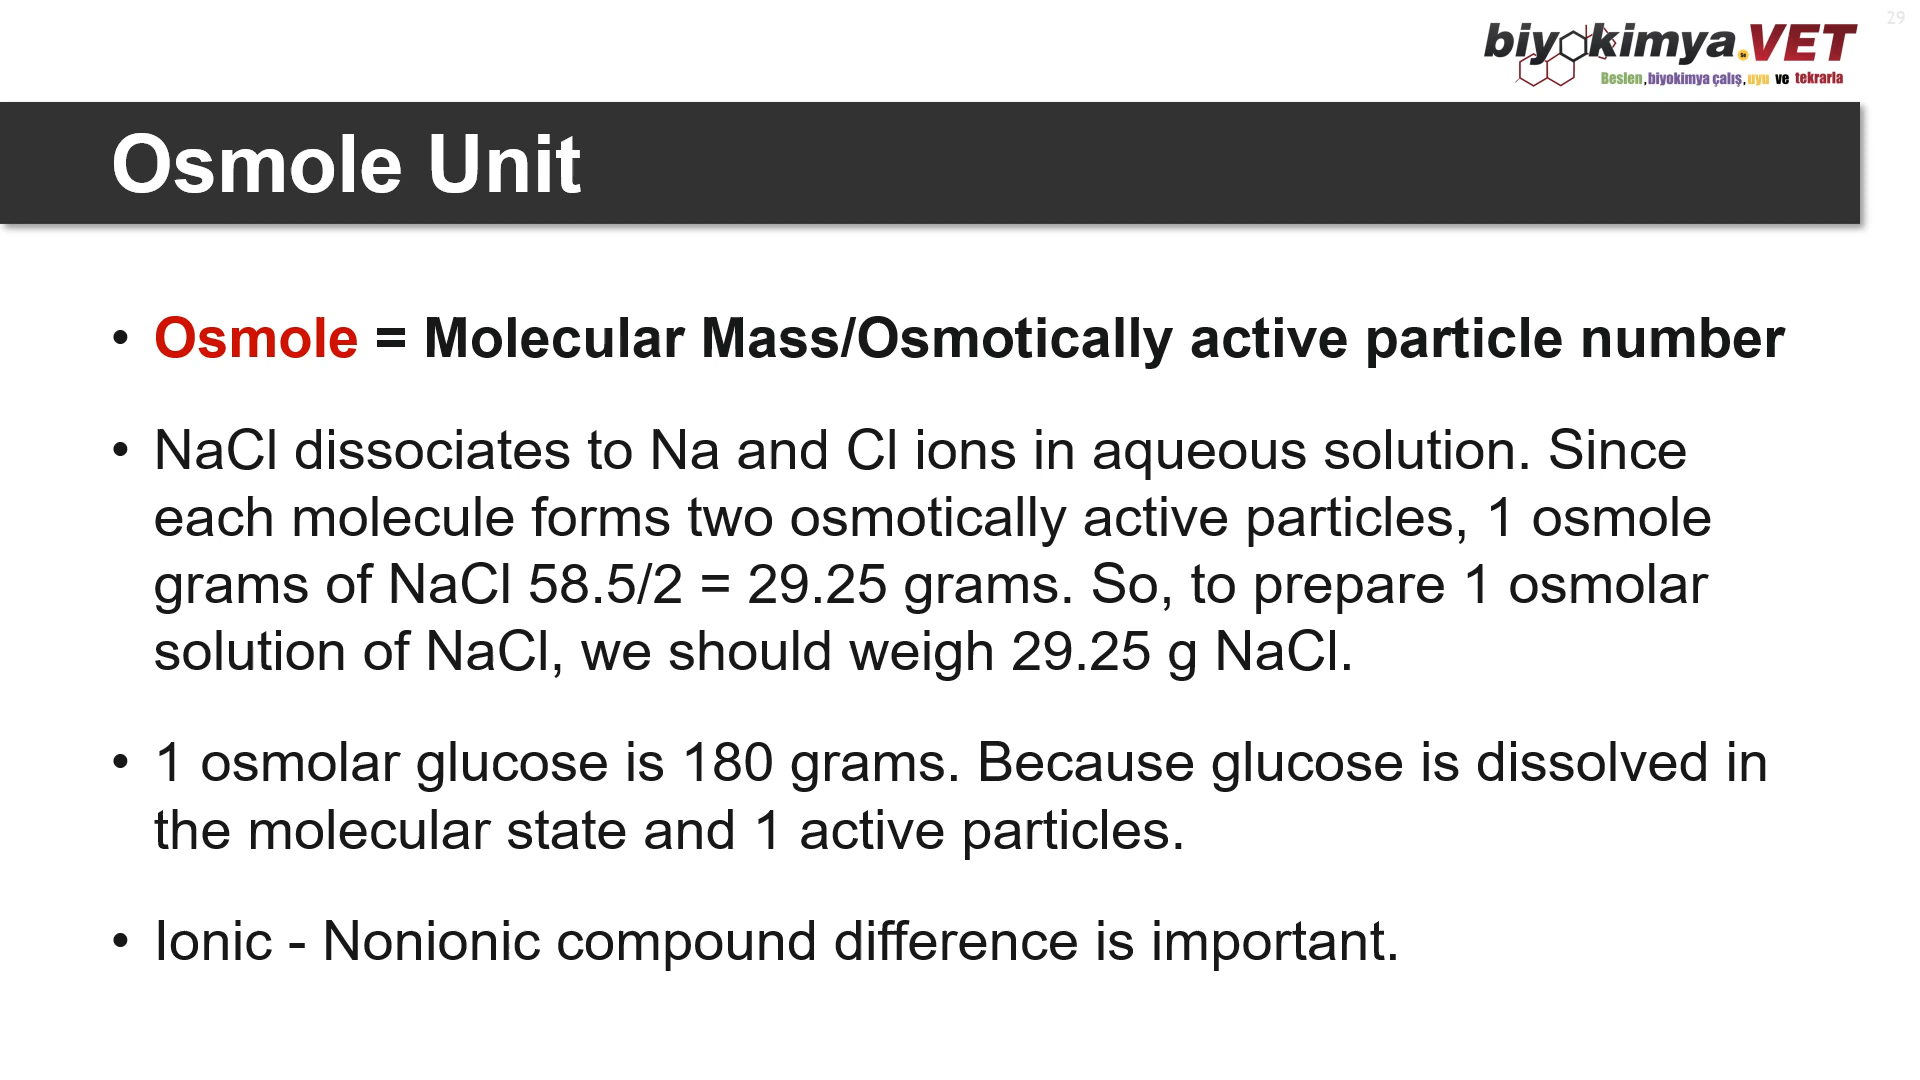 29
biyokimya.VET
Beslen, biyokimya çalış, uyu ve tekrarla
Osmole Unit
• Osmole = Molecular Mass/Osmotically active particle number
• NaCl dissociates to Na and Cl ions in aqueous solution. Since
each molecule forms two osmotically active particles, 1 osmole
grams of NaCl 58.5/2 = 29.25 grams. So, to prepare 1 osmolar
solution of NaCl, we should weigh 29.25 g NaCl.
• 1 osmolar glucose is 180 grams. Because glucose is dissolved in
the molecular state and 1 active particles.
• Ionic - Nonionic compound difference is important.